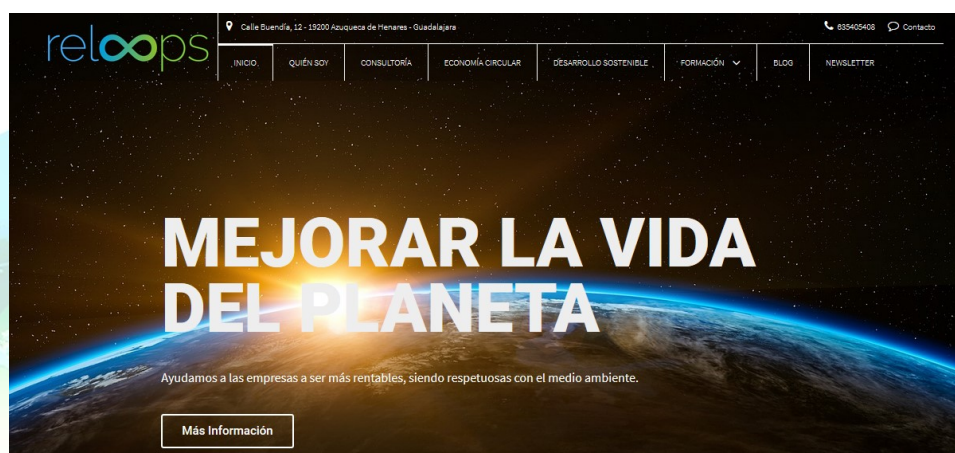 reloops
Calle Buendía, 12 - 19200 Azuqueca de Henares - Guadalajara
635405408
Contacto
INICIO
QUIÉN SOY
CONSULTORÍA
ECONOMÍA CIRCULAR
DESARROLLO SOSTENIBLE
FORMACIÓN
BLOG
NEWSLETTER
MEJORAR LA VIDA
DEL PLANETA
Ayudamos a las empresas a ser más rentables, siendo respetuosas con el medio ambiente.
Más Información